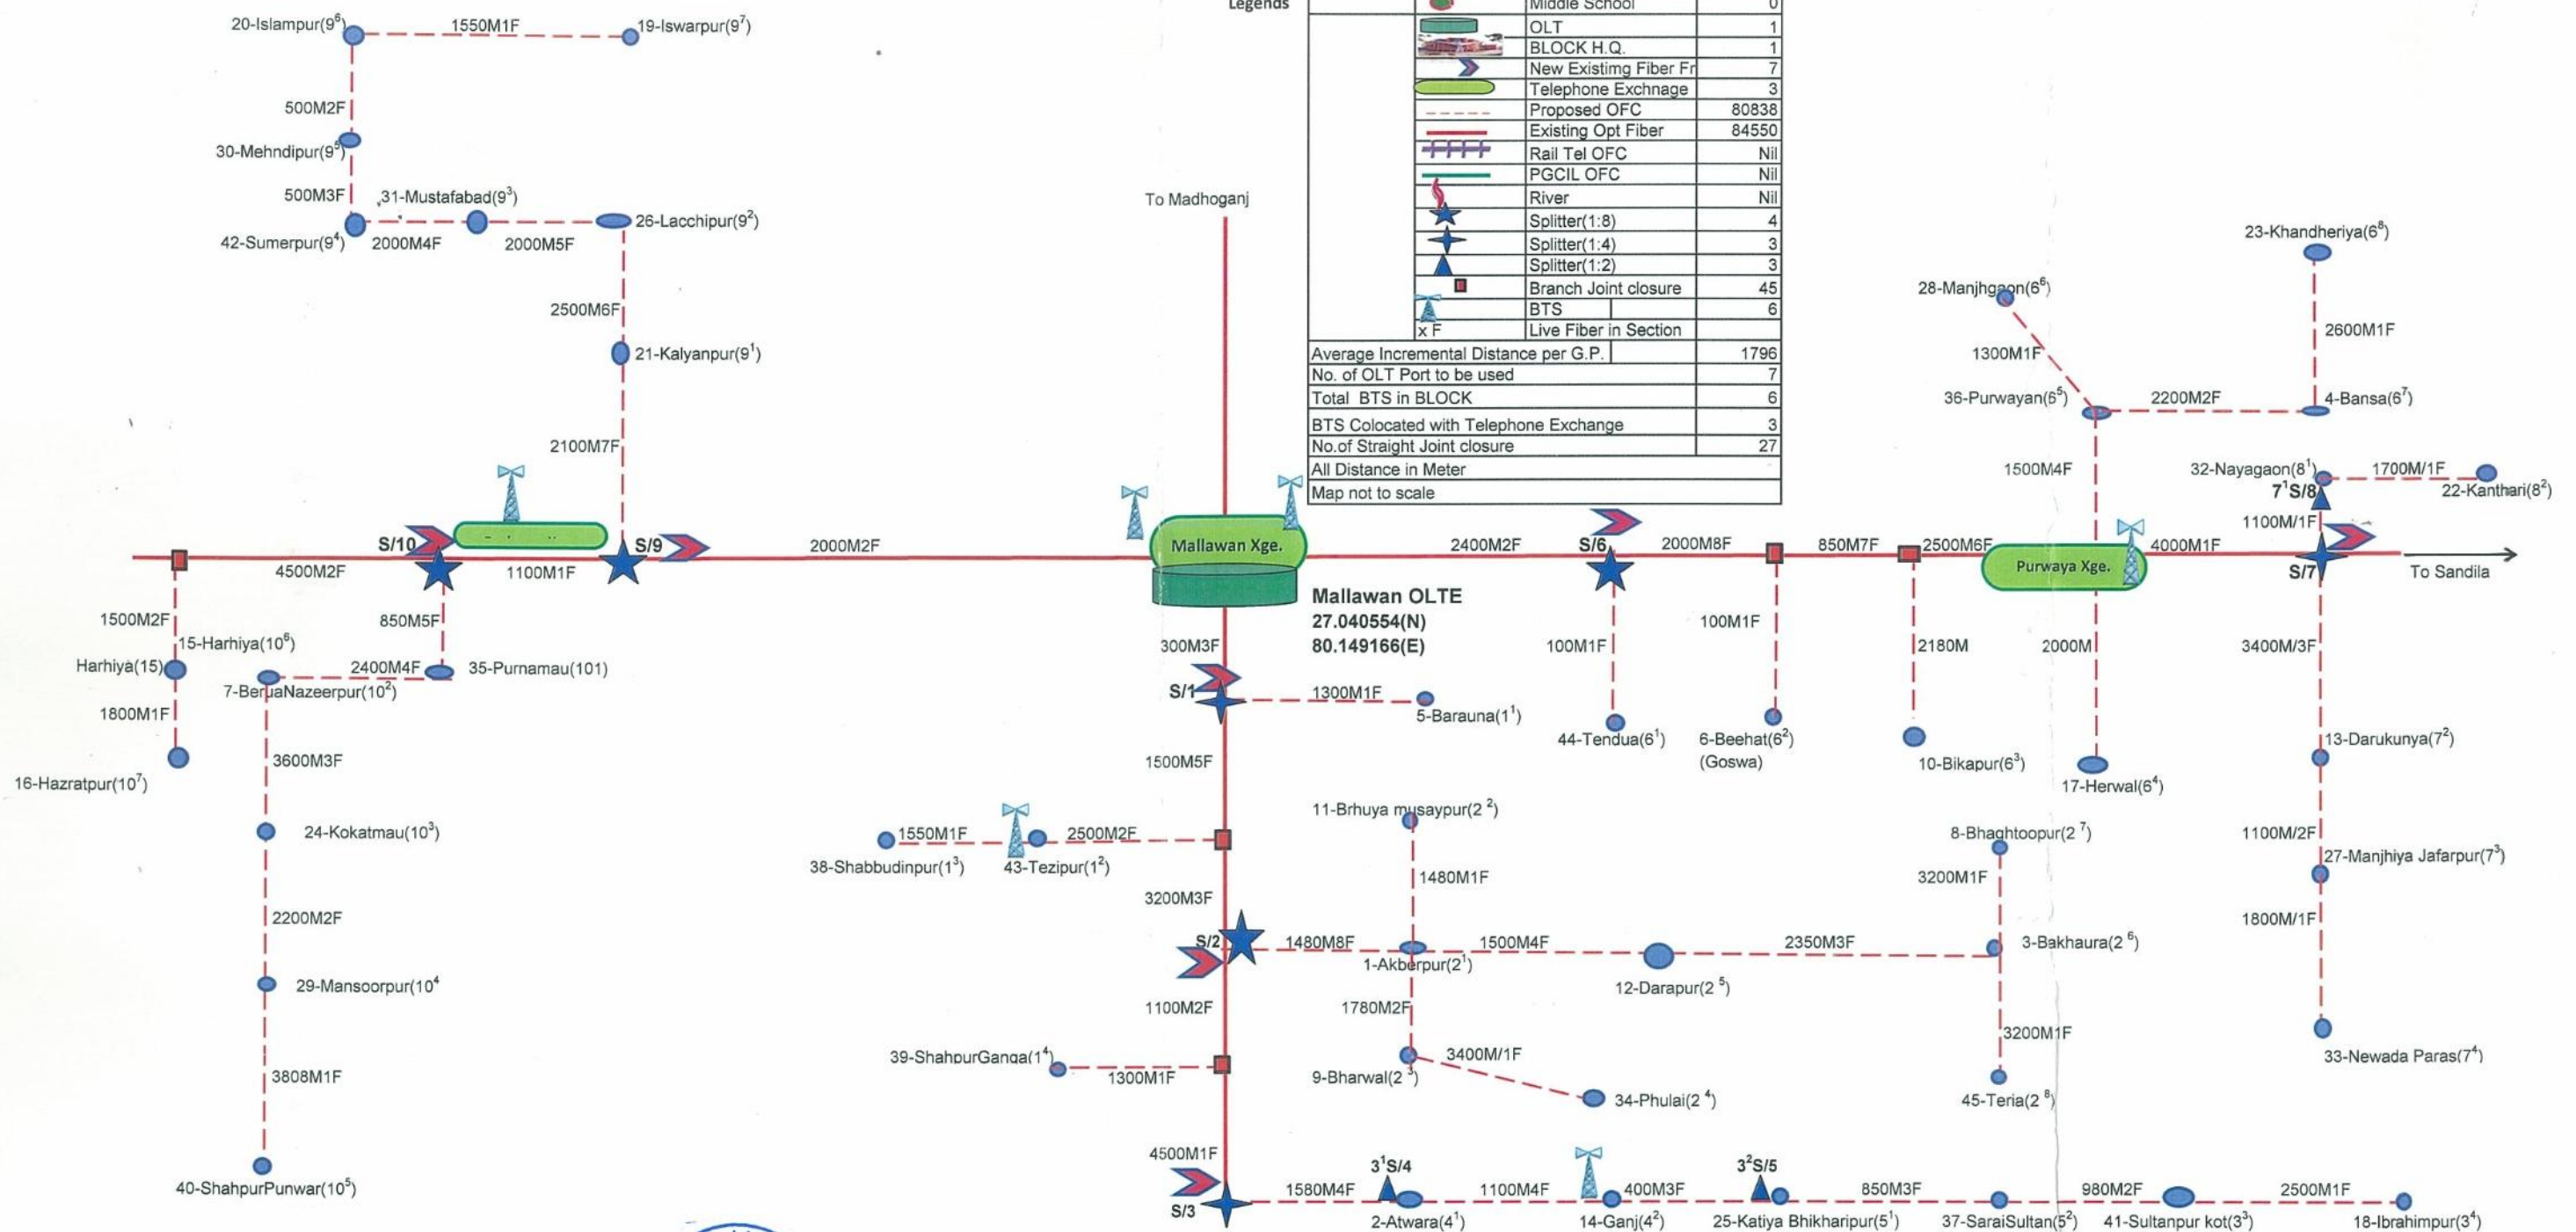 Legends
Middle School 0
OLT 1
BLOCK H.Q. 1
New Existimg Fiber Fr 7
Telephone Exchnage 3
Proposed OFC 80838
Existing Opt Fiber 84550
Rail Tel OFC Nil
PGCIL OFC Nil
River Nil
Splitter(1:8) 4
Splitter(1:4) 3
Splitter(1:2) 3
Branch Joint closure 45
BTS 6
x F Live Fiber in Section
Average Incremental Distance per G.P. 1796
No. of OLT Port to be used 7
Total BTS in BLOCK 6
BTS Colocated with Telephone Exchange 3
No.of Straight Joint closure 27
All Distance in Meter
Map not to scale
20-Islampur(9⁶) 1550M1F 19-Iswarpur(9⁷)
500M2F
30-Mehndipur(9⁵)
500M3F
31-Mustafabad(9³)
26-Lacchipur(9²)
42-Sumerpur(9⁴) 2000M4F 2000M5F
2500M6F
21-Kalyanpur(9¹)
2100M7F
To Madhoganj
23-Khandheriya(6⁸)
28-Manjhgaon(6⁶)
2600M1F
1300M1F
36-Purwayan(6⁵) 2200M2F 4-Bansa(6⁷)
1500M4F
32-Nayagaon(8¹) 1700M/1F
22-Kanthari(8²)
7¹S/8
1100M/1F
S/10 S/9 2000M2F Mallawan Xge. 2400M2F S/6 2000M8F 850M7F 2500M6F 4000M1F
4500M2F 1100M1F Purwaya Xge. S/7 To Sandila
Mallawan OLTE
27.040554(N)
80.149166(E)
1500M2F
850M5F
15-Harhiya(10⁶)
Harhiya(15)
2400M4F 35-Purnamau(101)
7-BeruaNazeerpur(10²)
1800M1F
16-Hazratpur(10⁷)
3600M3F
24-Kokatmau(10³)
2200M2F
29-Mansoorpur(10⁴
3808M1F
40-ShahpurPunwar(10⁵)
300M3F
S/1 1300M1F
5-Barauna(1¹)
1500M5F
1550M1F 2500M2F
38-Shabbudinpur(1³) 43-Tezipur(1²)
3200M3F
S/2 1480M8F 1500M4F 2350M3F
11-Brhuya musaypur(2 ²)
1480M1F
1-Akberpur(2¹)
12-Darapur(2 ⁵)
3-Bakhaura(2 ⁶)
8-Bhaghtoopur(2 ⁷)
3200M1F
1100M2F
1780M2F
3200M1F
39-ShahpurGanga(1⁴)
1300M1F
9-Bharwal(2 ³)
3400M/1F
34-Phulai(2 ⁴)
45-Teria(2 ⁸)
100M1F
44-Tendua(6¹)
100M1F
6-Beehat(6²)
(Goswa)
2180M
10-Bikapur(6³)
2000M
17-Herwal(6⁴)
3400M/3F
13-Darukunya(7²)
1100M/2F
27-Manjhiya Jafarpur(7³)
1800M/1F
33-Newada Paras(7⁴)
4500M1F
S/3
3¹S/4 3²S/5
1580M4F 1100M4F 400M3F 850M3F 980M2F 2500M1F
2-Atwara(4¹) 14-Ganj(4²) 25-Katiya Bhikharipur(5¹) 37-SaraiSultan(5²) 41-Sultanpur kot(3³) 18-Ibrahimpur(3⁴)